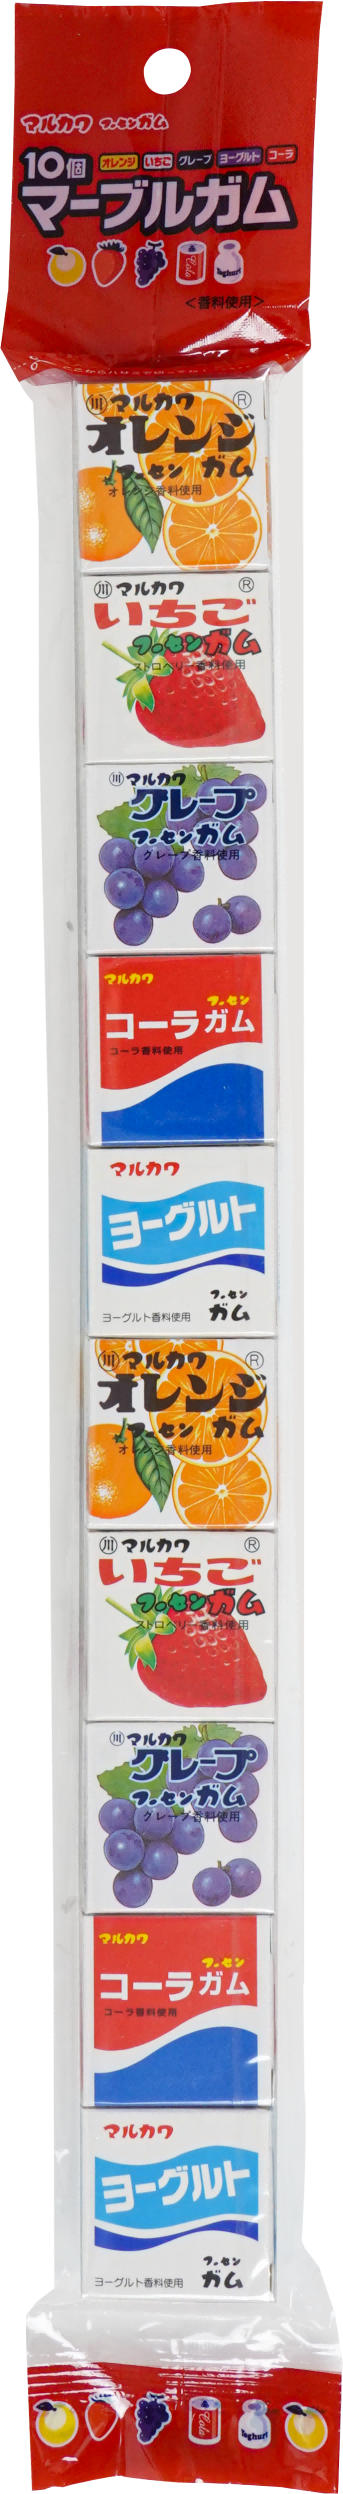 マルカワ フーセンガム
10個 オレンジ いちご グレープ ヨーグルト コーラ
マーブルガム
Cola Yoghurt
<香料使用>
川 マルカワ ®
オレンジ
フーセン ガム
オレンジ香料使用
川 マルカワ ®
いちご
フーセンガム
ストロベリー香料使用
川 マルカワ
グレープ
フーセンガム
グレープ香料使用
マルカワ
フーセン
コーラガム
コーラ香料使用
マルカワ
ヨーグルト
フーセン
ヨーグルト香料使用 ガム
川 マルカワ ®
オレンジ
フーセン ガム
オレンジ香料使用
川 マルカワ ®
いちご
フーセンガム
ストロベリー香料使用
川 マルカワ
グレープ
フーセンガム
グレープ香料使用
マルカワ
フーセン
コーラガム
コーラ香料使用
マルカワ
ヨーグルト
フーセン
ヨーグルト香料使用 ガム
Cola Yoghurt